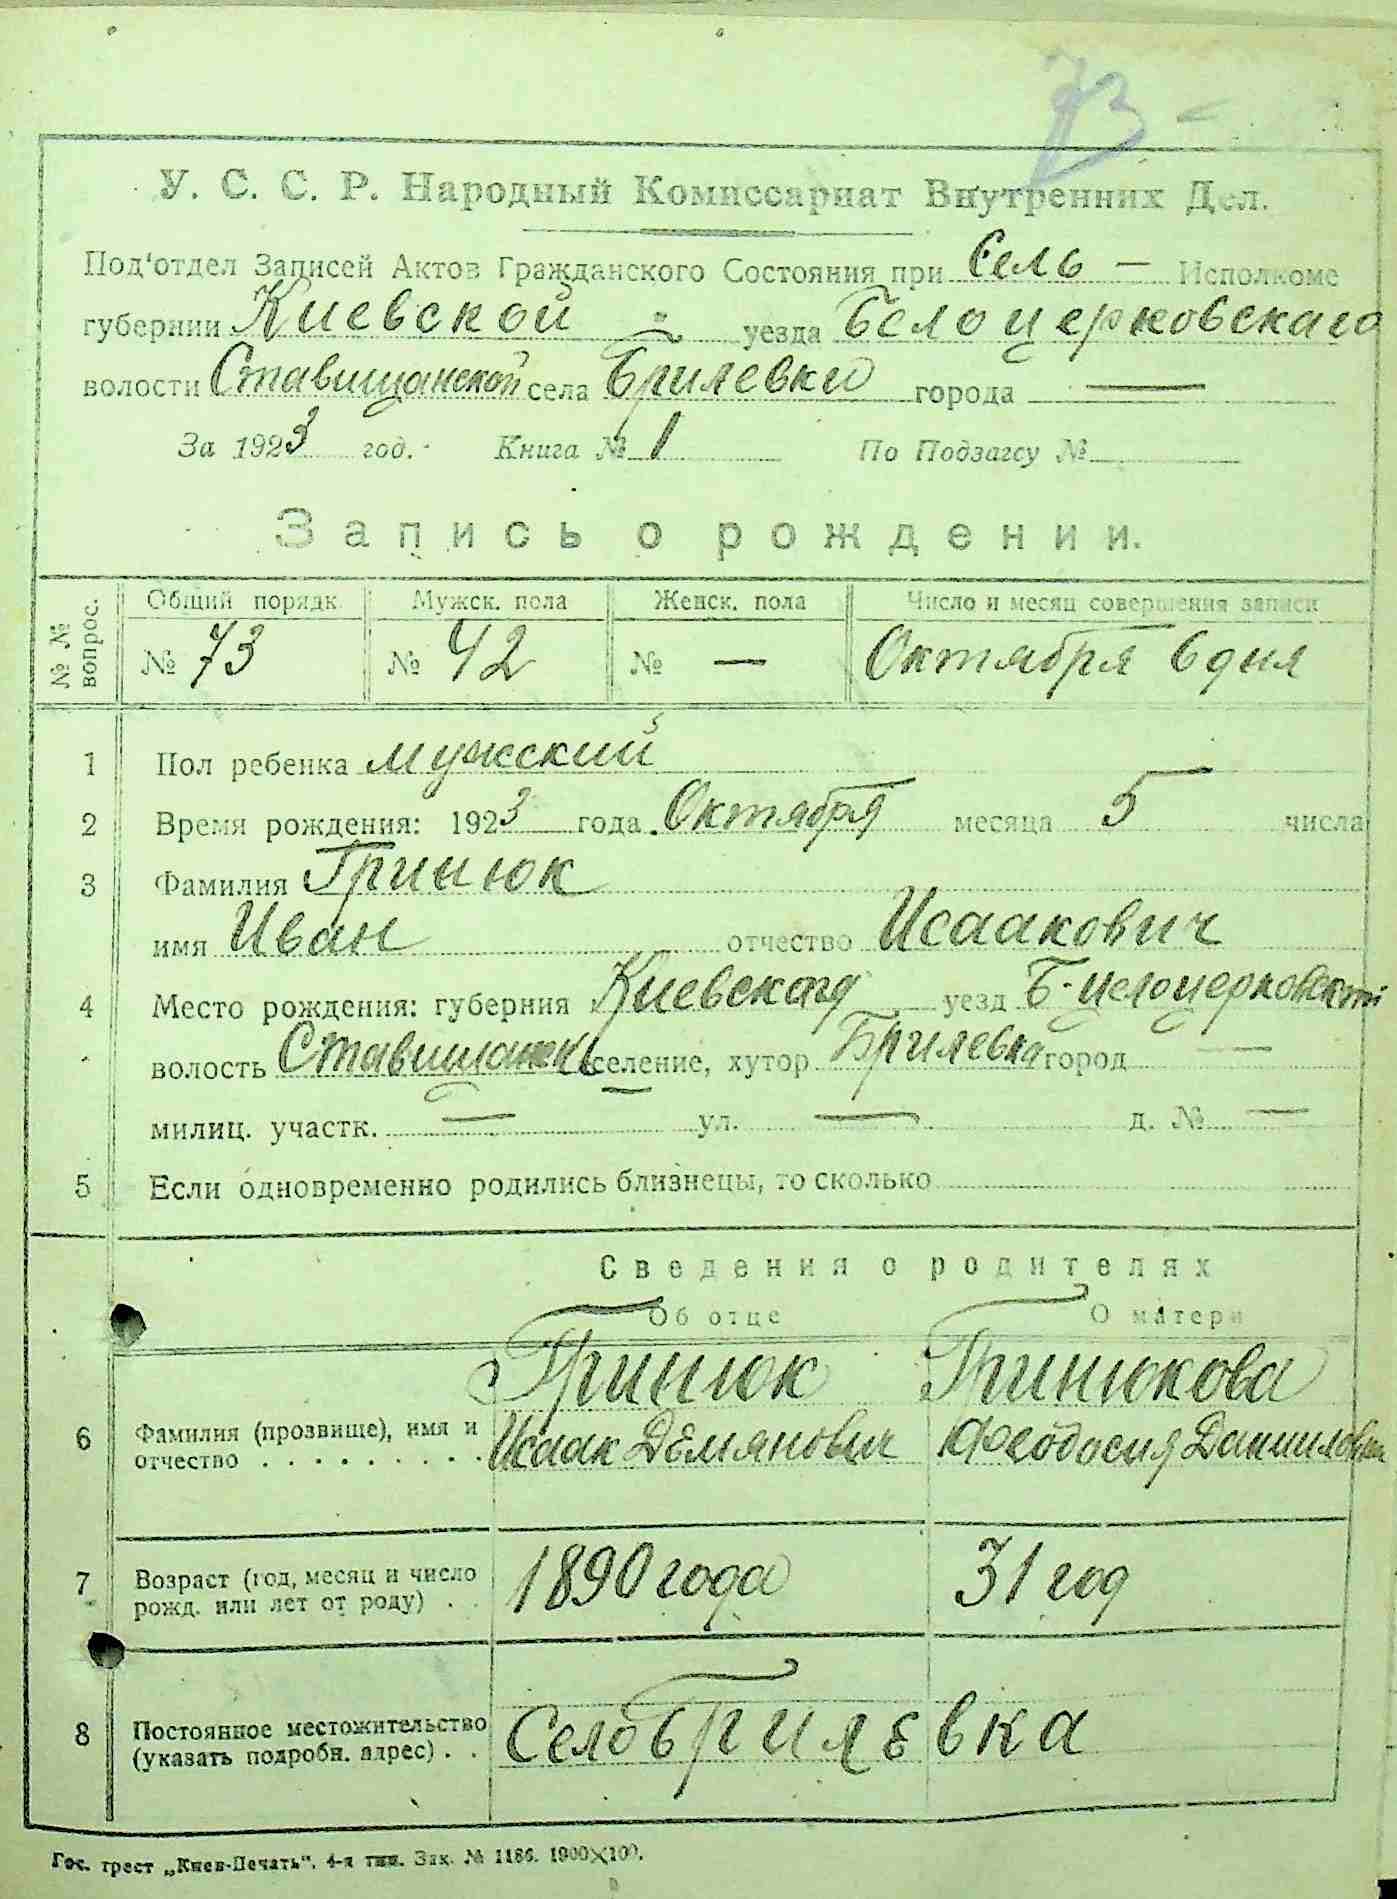 73
У. С. С. Р. Народный Комиссариат Внутренних Дел.
Под'отдел Записей Актов Гражданского Состояния при Сель — Исполкоме
губернии Киевской уезда Белоцерковскаго
волости Ставищанской села Брилевки города —
За 1923 год. Книга № 1 По Подзагсу №
Запись о рождении.
№№ вопрос. Общий порядк. Мужск. пола Женск. пола Число и месяц совершения записи
№ 73 № 42 № — Октября 6 дня
1 Пол ребенка мужский
2 Время рождения: 1923 года Октября месяца 5 числа
3 Фамилия Гринюк
имя Иван отчество Исаакович
4 Место рождения: губерния Киевская уезд
волость селение, хутор Брилевка город —
милиц. участк. — ул. — д. № —
5 Если одновременно родились близнецы, то сколько
Сведения о родителях
Об отце О матери
Гринюк Гринюкова
6 Фамилия (прозвище), имя и отчество . . . . . . . . . . Исаак Демянович Феодосия Даниловна
7 Возраст (год, месяц и число рожд. или лет от роду) . . 1890 года 31 год
8 Постоянное местожительство (указать подробн. адрес) . . Село Брилевка
Гос. трест „Киев-Печать". 4-я тип. Зак. № 1186. 1000×100.